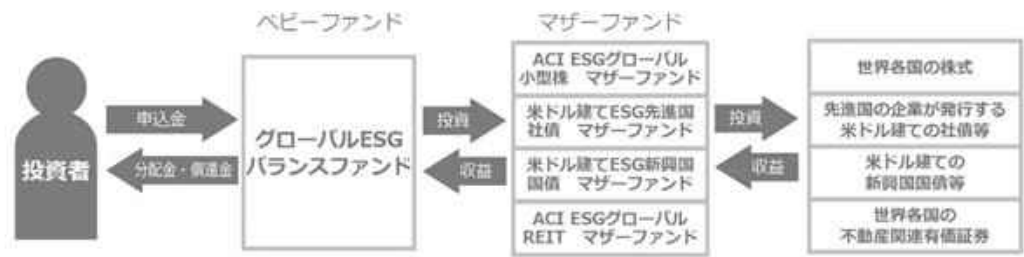 ベビーファンド
マザーファンド
投資者
申込金
分配金・償還金
グローバルESG
バランスファンド
投資
収益
ACI ESGグローバル
小型株 マザーファンド
米ドル建てESG先進国
社債 マザーファンド
米ドル建てESG新興国
国債 マザーファンド
ACI ESGグローバル
REIT マザーファンド
投資
収益
世界各国の株式
先進国の企業が発行する
米ドル建ての社債等
米ドル建ての
新興国国債等
世界各国の
不動産関連有価証券